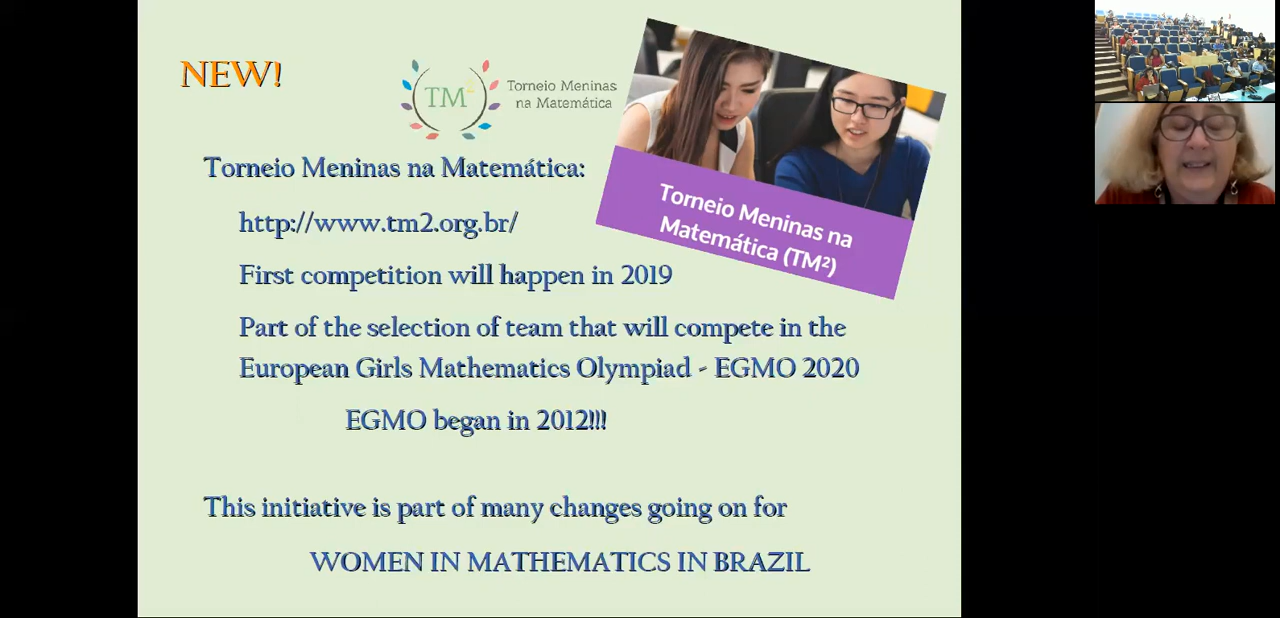 NEW!
TM2
Torneio Meninas
na Matemática
Torneio Meninas na
Matemática (TM²)
Torneio Meninas na Matemática:
http://www.tm2.org.br/
First competition will happen in 2019
Part of the selection of team that will compete in the
European Girls Mathematics Olympiad - EGMO 2020
EGMO began in 2012!!!
This initiative is part of many changes going on for
WOMEN IN MATHEMATICS IN BRAZIL